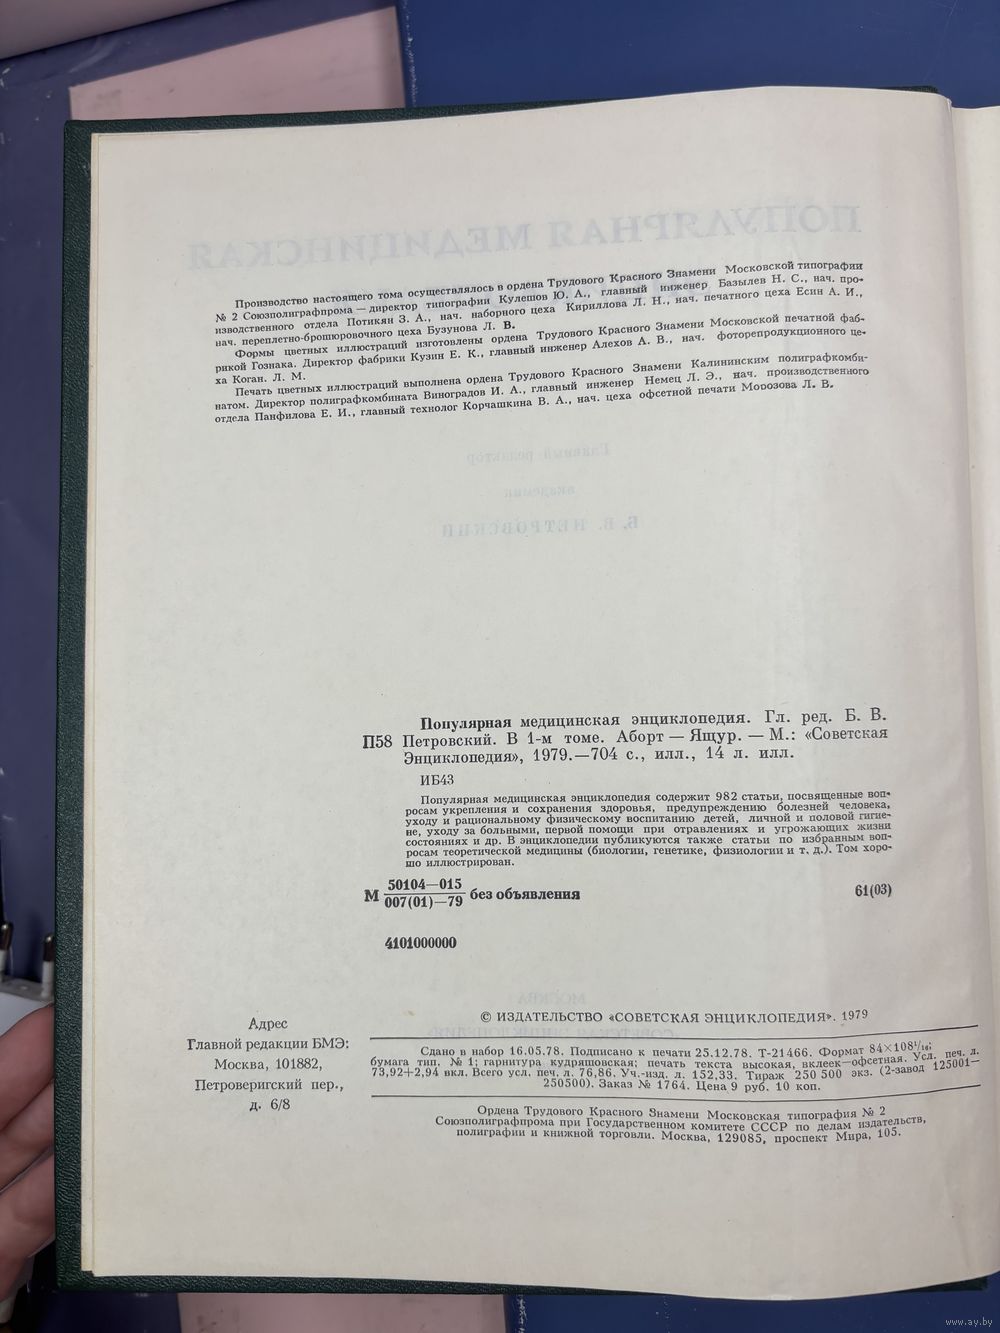 Производство настоящего тома осуществлялось в ордена Трудового Красного Знамени Московской типографии
№ 2 Союзполиграфпрома — директор типографии Кулешов Ю. А., главный инженер Базылев Н. С., нач. про-
изводственного отдела Потикян З. А., нач. наборного цеха Кириллова Л. Н., нач. печатного цеха Есин А. И.,
нач. переплетно-брошюровочного цеха Бузунова Л. В.
Формы цветных иллюстраций изготовлены ордена Трудового Красного Знамени Московской печатной фаб-
рикой Гознака. Директор фабрики Кузин Е. К., главный инженер Алехов А. В., нач. фоторепродукционного це-
ха Коган. Л. М.
Печать цветных иллюстраций выполнена ордена Трудового Красного Знамени Калининским полиграфкомби-
натом. Директор полиграфкомбината Виноградов И. А., главный инженер Немец Л. Э., нач. производственного
отдела Панфилова Е. И., главный технолог Корчашкина В. А., нач. цеха офсетной печати Морозова Л. В.
Популярная медицинская энциклопедия. Гл. ред. Б. В.
П58 Петровский. В 1-м томе. Аборт — Ящур. — М.: «Советская
Энциклопедия», 1979.—704 с., илл., 14 л. илл.
ИБ43
Популярная медицинская энциклопедия содержит 982 статьи, посвященные воп-
росам укрепления и сохранения здоровья, предупреждению болезней человека,
уходу и рациональному физическому воспитанию детей, личной и половой гигие-
не, уходу за больными, первой помощи при отравлениях и угрожающих жизни
состояниях и др. В энциклопедии публикуются также статьи по избранным воп-
росам теоретической медицины (биологии, генетике, физиологии и т. д.). Том хоро-
шо иллюстрирован.
50104—015
М 007(01)—79 без объявления 61(03)
4101000000
© ИЗДАТЕЛЬСТВО «СОВЕТСКАЯ ЭНЦИКЛОПЕДИЯ». 1979
Адрес
Главной редакции БМЭ:
Москва, 101882,
Петроверигский пер.,
д. 6/8
Сдано в набор 16.05.78. Подписано к печати 25.12.78. Т-21466. Формат 84×108¹/₁₆;
бумага тип. № 1; гарнитура кудряшовская; печать текста высокая, вклеек—офсетная. Усл. печ. л.
73,92+2,94 вкл. Всего усл. печ. л. 76,86. Уч.-изд. л. 152,33. Тираж 250 500 экз. (2-завод 125001—
250500). Заказ № 1764. Цена 9 руб. 10 коп.
Ордена Трудового Красного Знамени Московская типография № 2
Союзполиграфпрома при Государственном комитете СССР по делам издательств,
полиграфии и книжной торговли. Москва, 129085, проспект Мира, 105.
www.ay.by